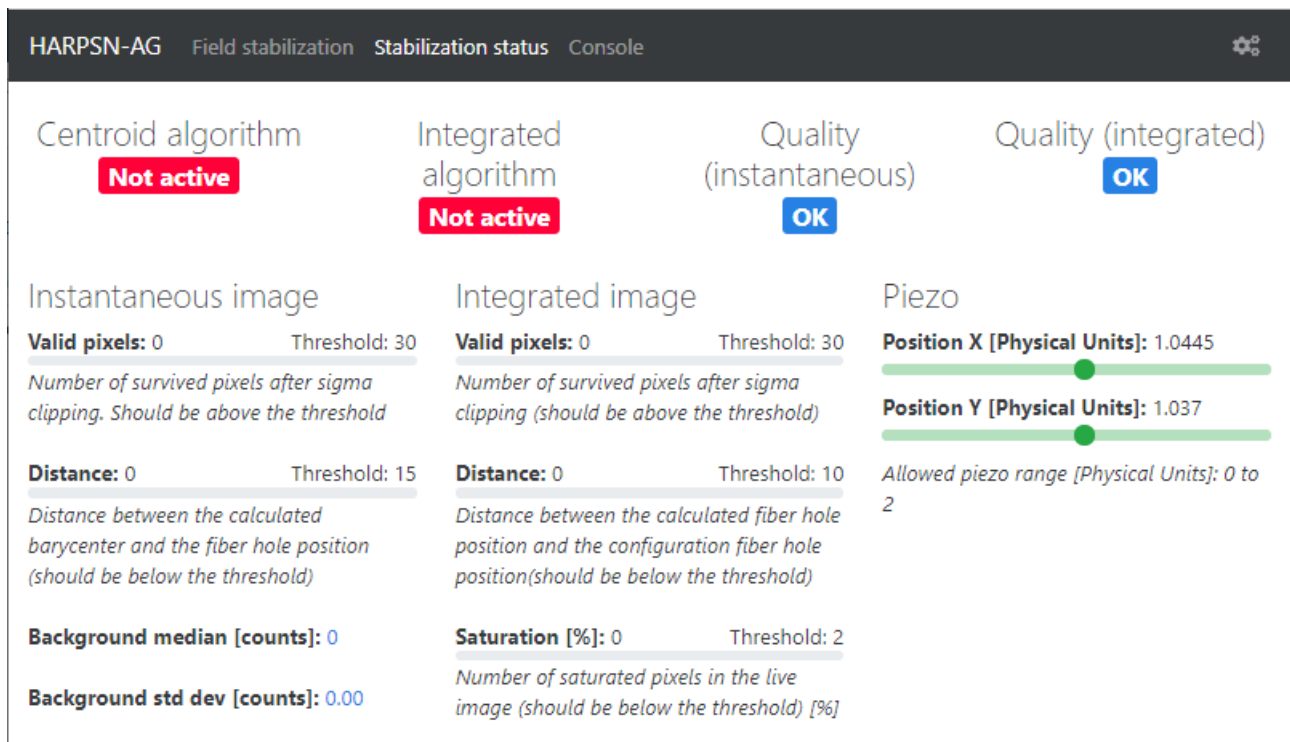 HARPSN-AG Field stabilization Stabilization status Console
Centroid algorithm
Not active
Integrated
algorithm
Not active
Quality
(instantaneous)
OK
Quality (integrated)
OK
Instantaneous image
Valid pixels: 0 Threshold: 30
Number of survived pixels after sigma
clipping. Should be above the threshold
Distance: 0 Threshold: 15
Distance between the calculated
barycenter and the fiber hole position
(should be below the threshold)
Background median [counts]: 0
Background std dev [counts]: 0.00
Integrated image
Valid pixels: 0 Threshold: 30
Number of survived pixels after sigma
clipping (should be above the threshold)
Distance: 0 Threshold: 10
Distance between the calculated fiber hole
position and the configuration fiber hole
position(should be below the threshold)
Saturation [%]: 0 Threshold: 2
Number of saturated pixels in the live
image (should be below the threshold) [%]
Piezo
Position X [Physical Units]: 1.0445
Position Y [Physical Units]: 1.037
Allowed piezo range [Physical Units]: 0 to
2